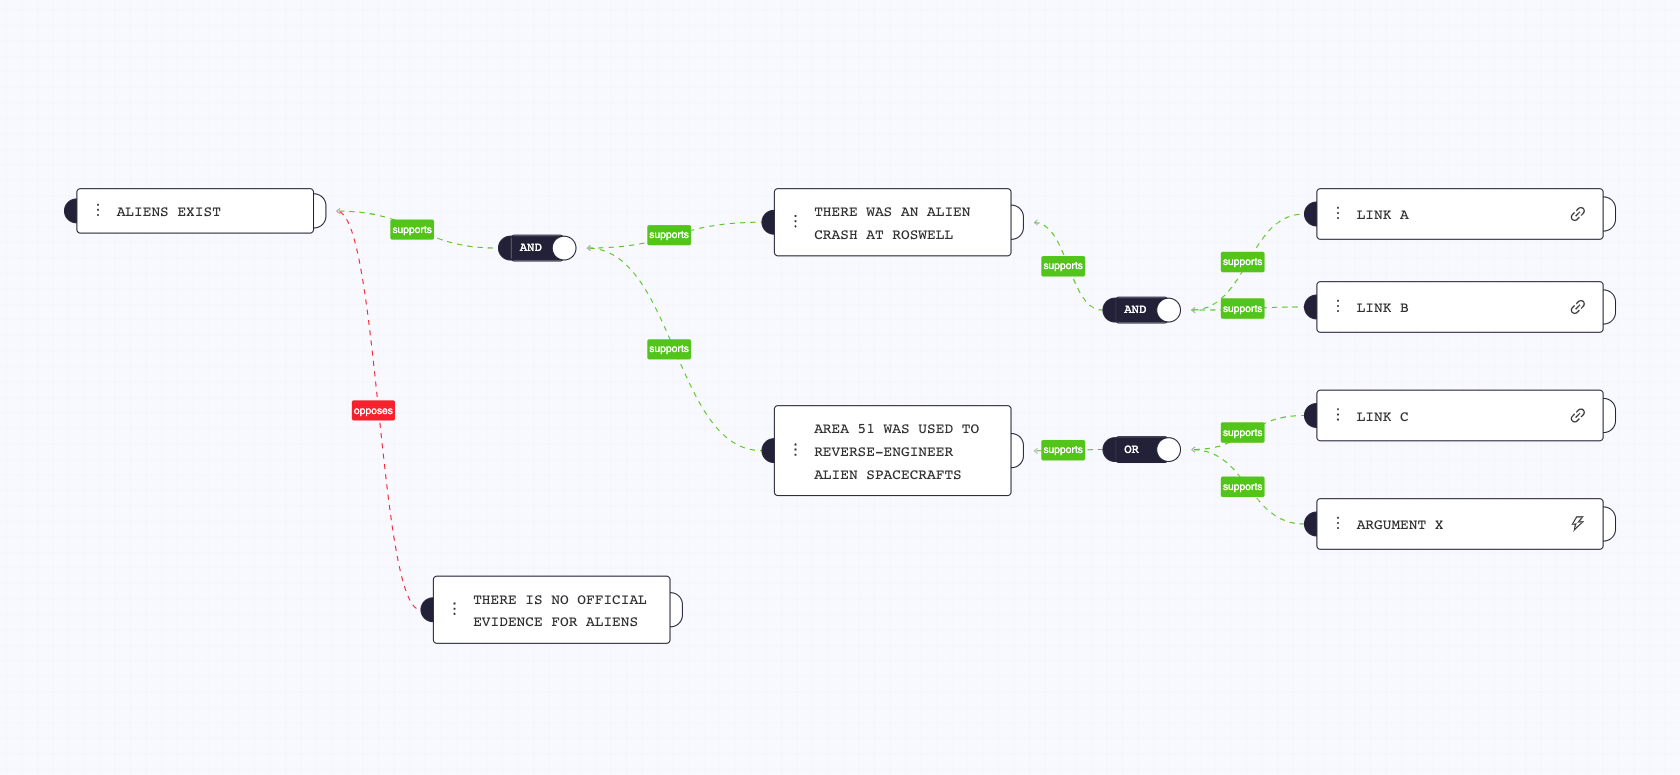 ALIENS EXIST
supports
AND
supports
THERE WAS AN ALIEN
CRASH AT ROSWELL
supports
AND
supports
LINK A
supports
LINK B
supports
AREA 51 WAS USED TO
REVERSE-ENGINEER
ALIEN SPACECRAFTS
supports
OR
supports
LINK C
supports
ARGUMENT X
opposes
THERE IS NO OFFICIAL
EVIDENCE FOR ALIENS